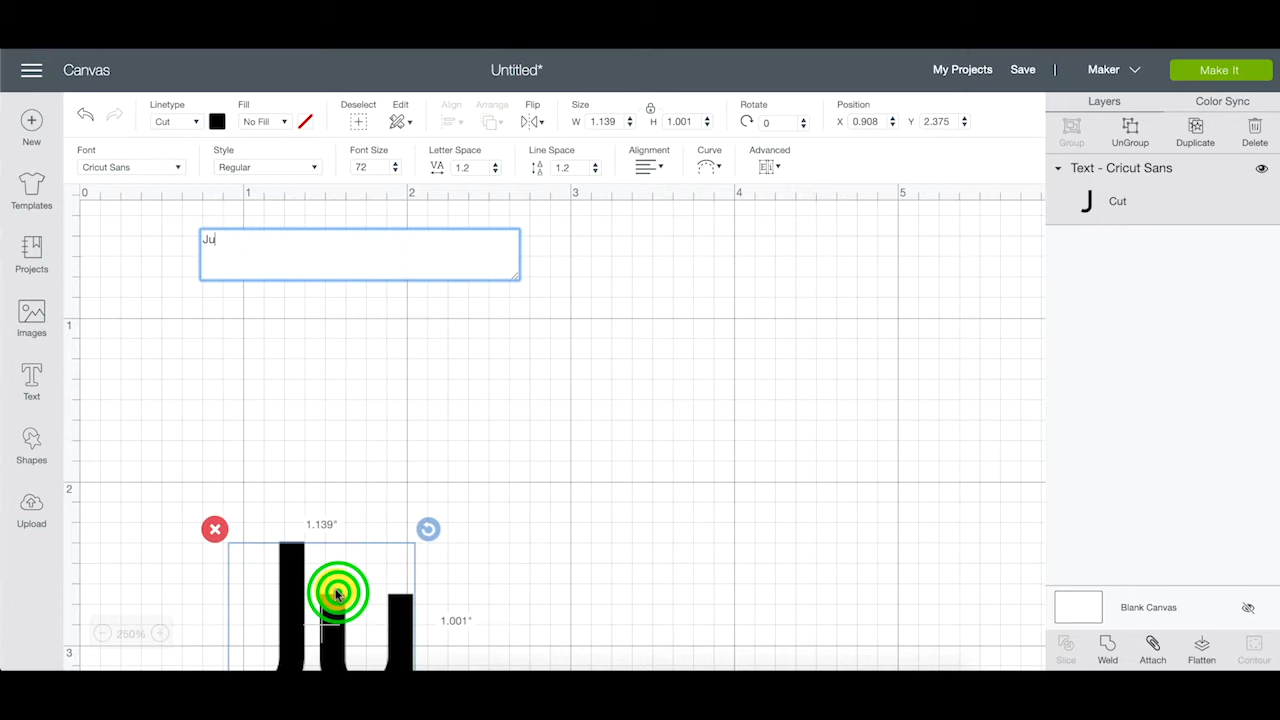 Canvas
Untitled*
My Projects
Save
Maker
Make It
New
Templates
Projects
Images
Text
Shapes
Upload
Linetype
Cut
Fill
No Fill
Deselect
Edit
Align
Arrange
Flip
Size
W 1.139
H 1.001
Rotate
0
Position
X 0.908
Y 2.375
Font
Cricut Sans
Style
Regular
Font Size
72
Letter Space
VA 1.2
Line Space
1.2
Alignment
Curve
Advanced
0 1 2 3 4 5
1
2
3
Ju
1.139"
1.001"
Ju
250%
Layers
Color Sync
Group
UnGroup
Duplicate
Delete
Text - Cricut Sans
J Cut
Blank Canvas
Slice
Weld
Attach
Flatten
Contour